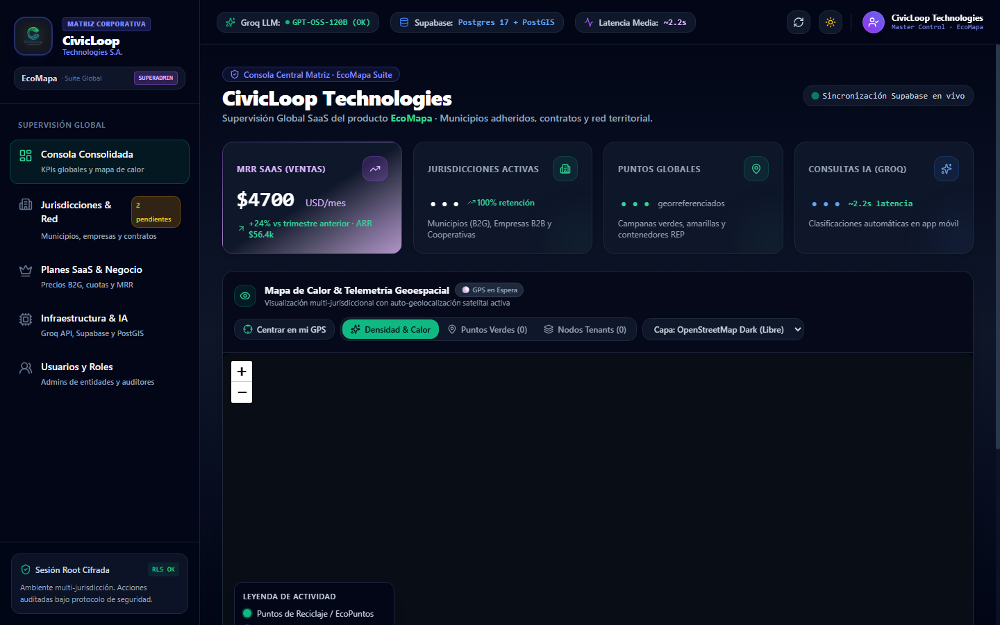 MATRIZ CORPORATIVA
CivicLoop
Technologies S.A.
EcoMapa · Suite Global SUPERADMIN
SUPERVISIÓN GLOBAL
Consola Consolidada
KPIs globales y mapa de calor
Jurisdicciones & Red
2 pendientes
Municipios, empresas y contratos
Planes SaaS & Negocio
Precios B2G, cuotas y MRR
Infraestructura & IA
Groq API, Supabase y PostGIS
Usuarios y Roles
Admins de entidades y auditores
Sesión Root Cifrada RLS OK
Ambiente multi-jurisdicción. Acciones
auditadas bajo protocolo de seguridad.
Groq LLM: GPT-OSS-120B (OK)
Supabase: Postgres 17 + PostGIS
Latencia Media: ~2.2s
CivicLoop Technologies
Master Control · EcoMapa
Consola Central Matriz · EcoMapa Suite
CivicLoop Technologies
Supervisión Global SaaS del producto EcoMapa · Municipios adheridos, contratos y red territorial.
Sincronización Supabase en vivo
MRR SAAS (VENTAS)
$4700 USD/mes
+24% vs trimestre anterior · ARR
$56.4k
JURISDICCIONES ACTIVAS
... 100% retención
Municipios (B2G), Empresas B2B y
Cooperativas
PUNTOS GLOBALES
... georreferenciados
Campanas verdes, amarillas y
contenedores REP
CONSULTAS IA (GROQ)
... ~2.2s latencia
Clasificaciones automáticas en app móvil
Mapa de Calor & Telemetría Geoespacial GPS en Espera
Visualización multi-jurisdiccional con auto-geolocalización satelital activa
Centrar en mi GPS
Densidad & Calor
Puntos Verdes (0)
Nodos Tenants (0)
Capa: OpenStreetMap Dark (Libre)
+
−
LEYENDA DE ACTIVIDAD
Puntos de Reciclaje / EcoPuntos